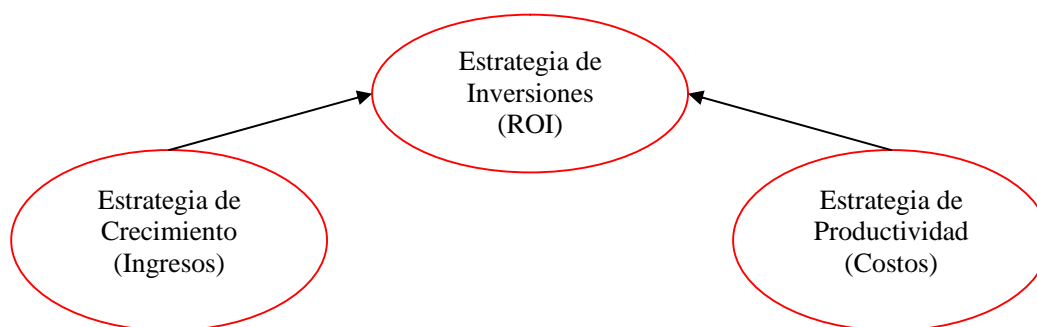 Estrategia de
Inversiones
(ROI)
Estrategia de
Crecimiento
(Ingresos)
Estrategia de
Productividad
(Costos)